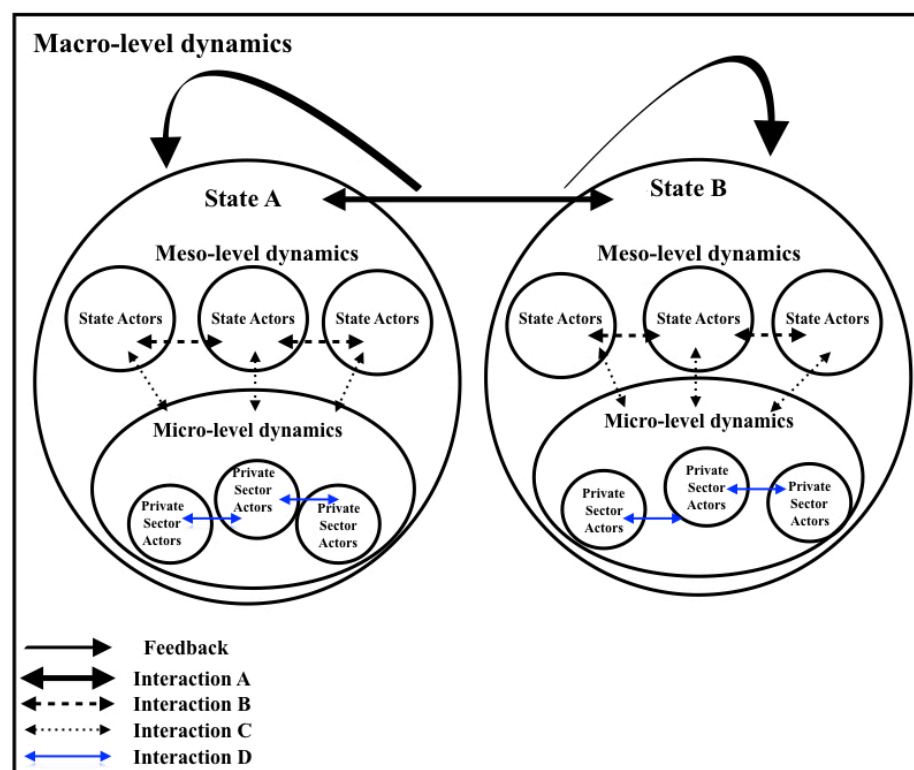 Macro-level dynamics
State A
State B
Meso-level dynamics
Meso-level dynamics
State Actors
State Actors
State Actors
State Actors
State Actors
State Actors
Micro-level dynamics
Micro-level dynamics
Private
Sector
Actors
Private
Sector
Actors
Private
Sector
Actors
Private
Sector
Actors
Private
Sector
Actors
Private
Sector
Actors
Feedback
Interaction A
Interaction B
Interaction C
Interaction D